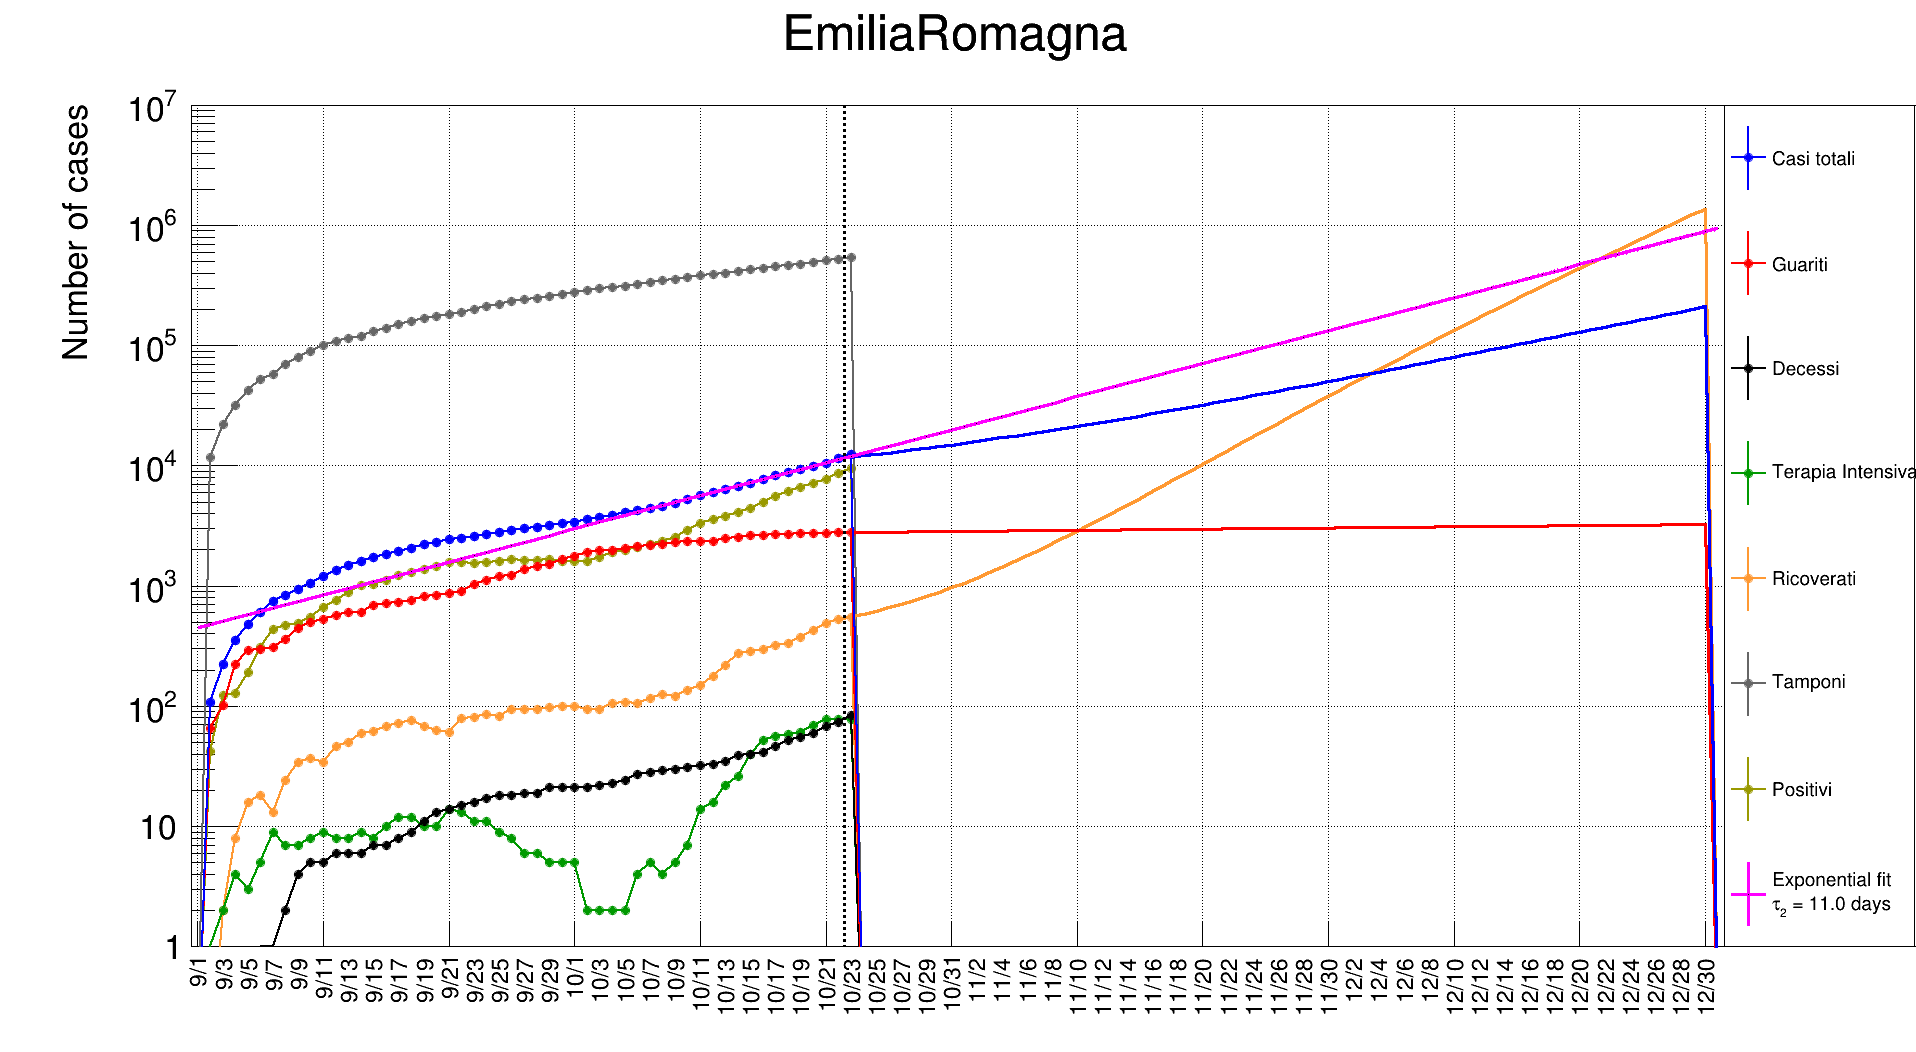 EmiliaRomagna
Number of cases
10^7
10^6
10^5
10^4
10^3
10^2
10
1
9/1 9/3 9/5 9/7 9/9 9/11 9/13 9/15 9/17 9/19 9/21 9/23 9/25 9/27 9/29 10/1 10/3 10/5 10/7 10/9 10/11 10/13 10/15 10/17 10/19 10/21 10/23 10/25 10/27 10/29 10/31 11/2 11/4 11/6 11/8 11/10 11/12 11/14 11/16 11/18 11/20 11/22 11/24 11/26 11/28 11/30 12/2 12/4 12/6 12/8 12/10 12/12 12/14 12/16 12/18 12/20 12/22 12/24 12/26 12/28 12/30
Casi totali
Guariti
Decessi
Terapia Intensiva
Ricoverati
Tamponi
Positivi
Exponential fit
τ₂ = 11.0 days